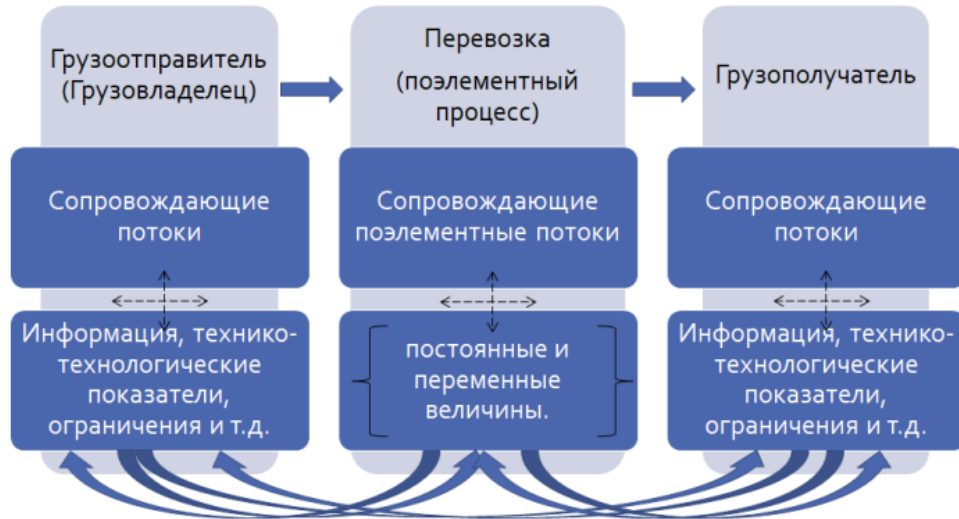 Грузоотправитель
(Грузовладелец)
Перевозка
(поэлементный
процесс)
Грузополучатель
Сопровождающие
потоки
Сопровождающие
поэлементные потоки
Сопровождающие
потоки
Информация, технико-
технологические
показатели,
ограничения и т.д.
постоянные и
переменные
величины.
Информация, технико-
технологические
показатели,
ограничения и т.д.